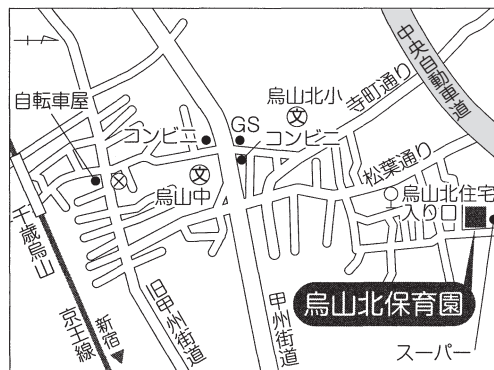 中央自動車道
烏山北小
寺町通り
自転車屋
コンビニ
GS
コンビニ
松葉通り
烏山中
烏山北住宅
入り口
千歳烏山
烏山北保育園
旧甲州街道
甲州街道
京王線
新宿
スーパー